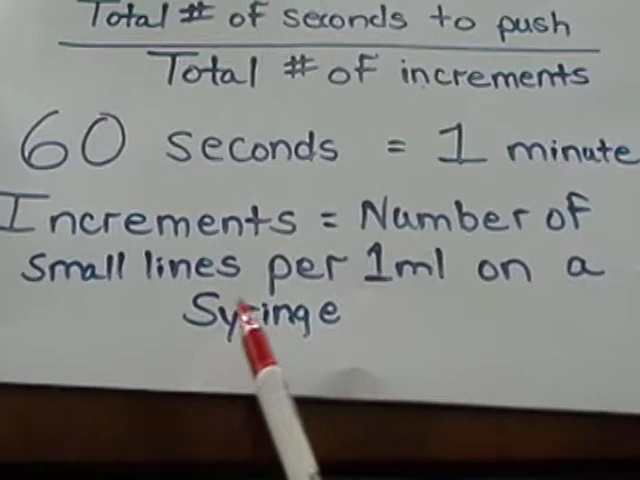 Total # of seconds to push
Total # of increments
60 seconds = 1 minute
Increments = Number of
small lines per 1ml on a
Syringe